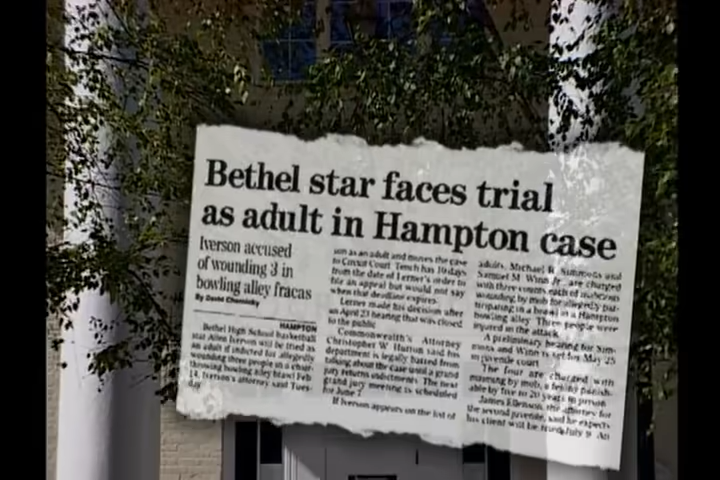 Bethel star faces trial
as adult in Hampton case
Iverson accused
of wounding 3 in
bowling alley fracas
HAMPTON
Bethel High School basketball
star Allen Iverson will be tried as
an adult if indicted for allegedly
wounding three people in a chair-
throwing bowling alley brawl Feb.
14, Iverson's attorney said Tues-
day.
son as an adult and moves the case
to Circuit Court. Tench has 10 days
from the date of Lerner's order to
file an appeal but would not say
when that deadline expires.
Lerner made his decision after
an April 23 hearing that was closed
to the public.
Commonwealth's Attorney
Christopher W. Hutton said his
department is legally barred from
talking about the case until a grand
jury returns indictments. The next
grand jury meeting is scheduled
for June 7.
If Iverson appears on the list of
adults, Michael R. Simmons and
Samuel M. Winn Jr., are charged
with three counts each of malicious
wounding by mob for allegedly par-
ticipating in a brawl in a Hampton
bowling alley. Three people were
injured in the attack.
A preliminary hearing for Sim-
mons and Winn is set for May 25
in juvenile court.
The four are charged with
maiming by mob, a felony punish-
able by five to 20 years in prison.
James Ellenson, the attorney for
the second juvenile, said he expects
his client will be tried July 9. An